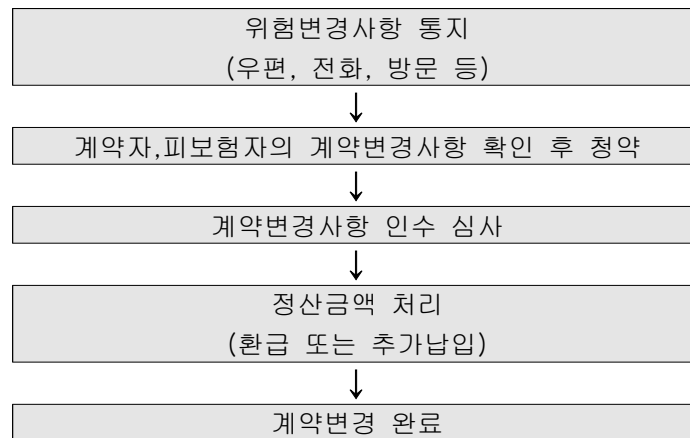 위험변경사항 통지
(우편, 전화, 방문 등)
계약자,피보험자의 계약변경사항 확인 후 청약
계약변경사항 인수 심사
정산금액 처리
(환급 또는 추가납입)
계약변경 완료